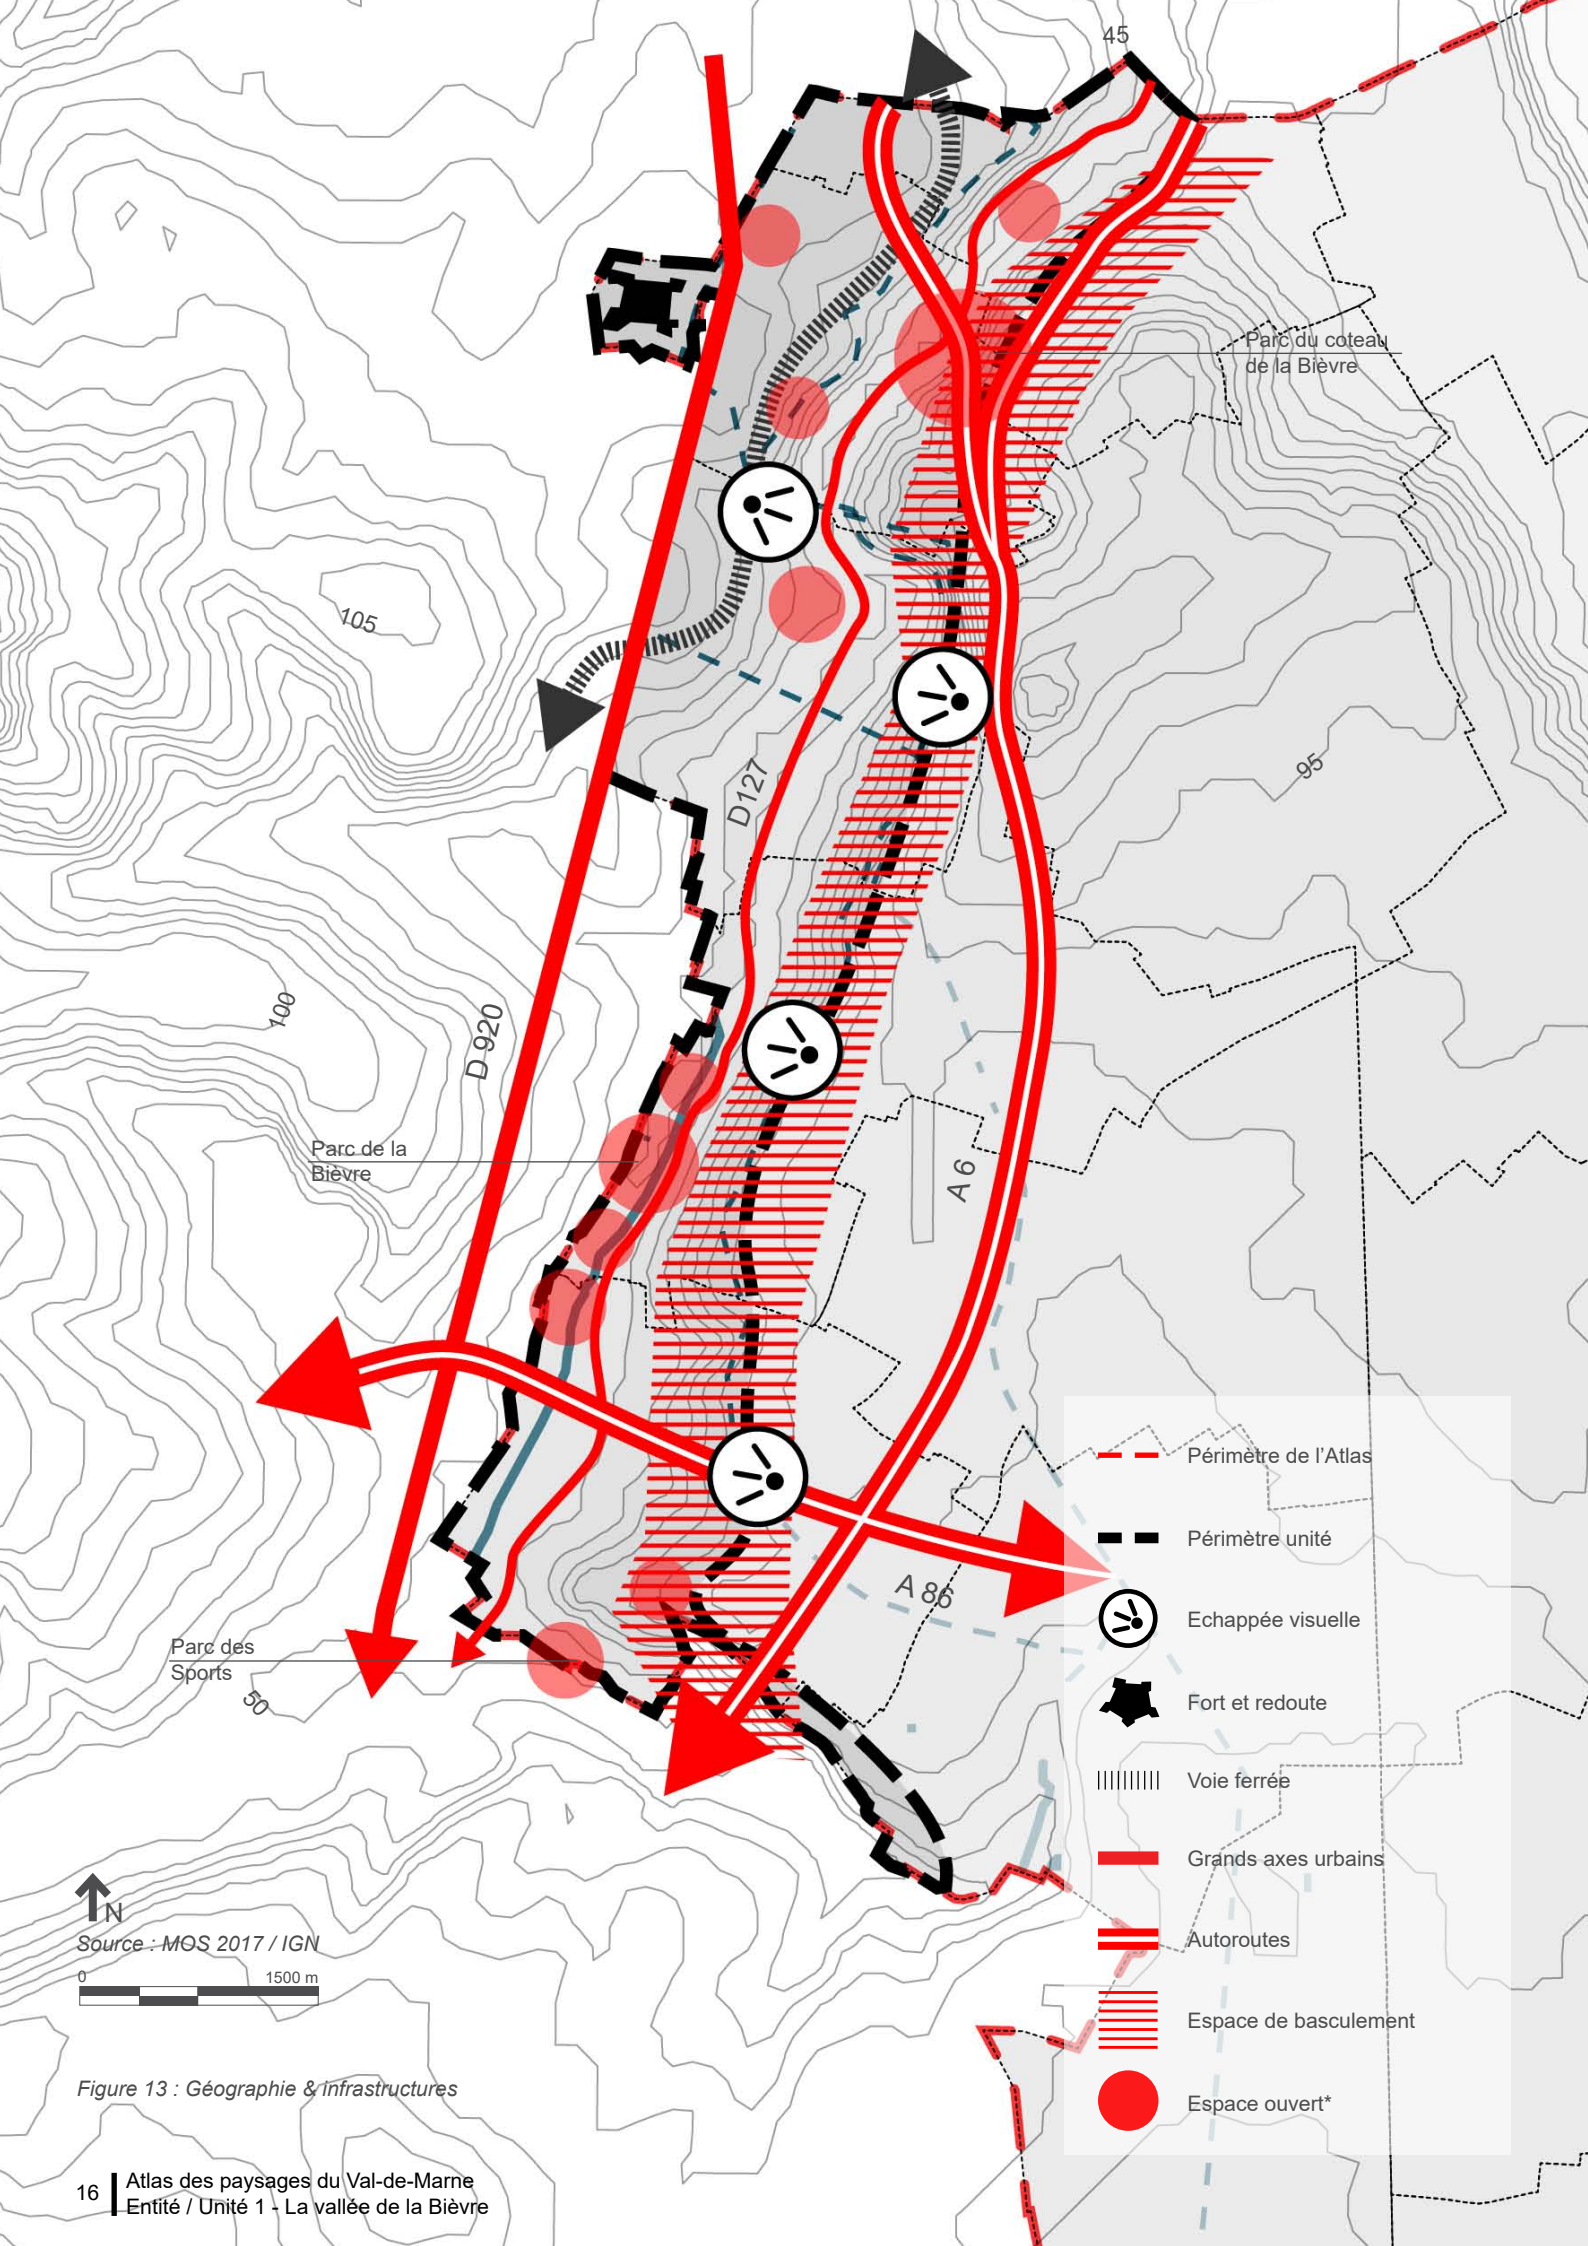 45
Parc du coteau
de la Bièvre
105
95
D127
100
D 920
Parc de la
Bièvre
A 6
Périmètre de l'Atlas
Périmètre unité
A 86
Echappée visuelle
Parc des
Sports
50
Fort et redoute
Voie ferrée
Grands axes urbains
N
Source : MOS 2017 / IGN
0 1500 m
Autoroutes
Espace de basculement
Figure 13 : Géographie & infrastructures
Espace ouvert*
16
Atlas des paysages du Val-de-Marne
Entité / Unité 1 - La vallée de la Bièvre